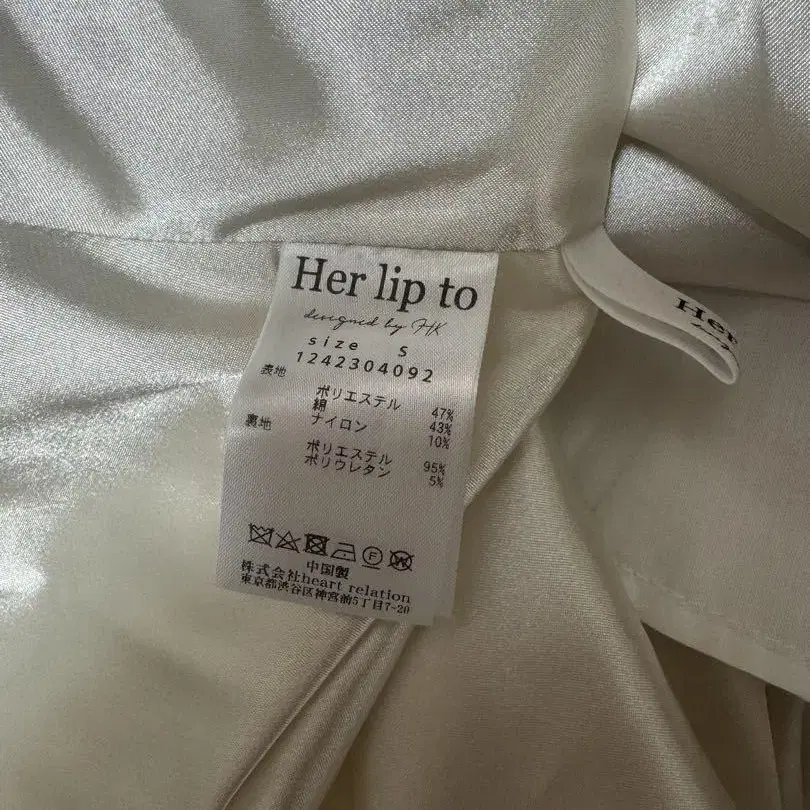 Her lip to
designed by HK
size S
1242304092
表地
ポリエステル 47%
綿 43%
ナイロン 10%
裏地
ポリエステル 95%
ポリウレタン 5%
中国製
株式会社heart relation
東京都渋谷区神宮前5丁目7-20
Her